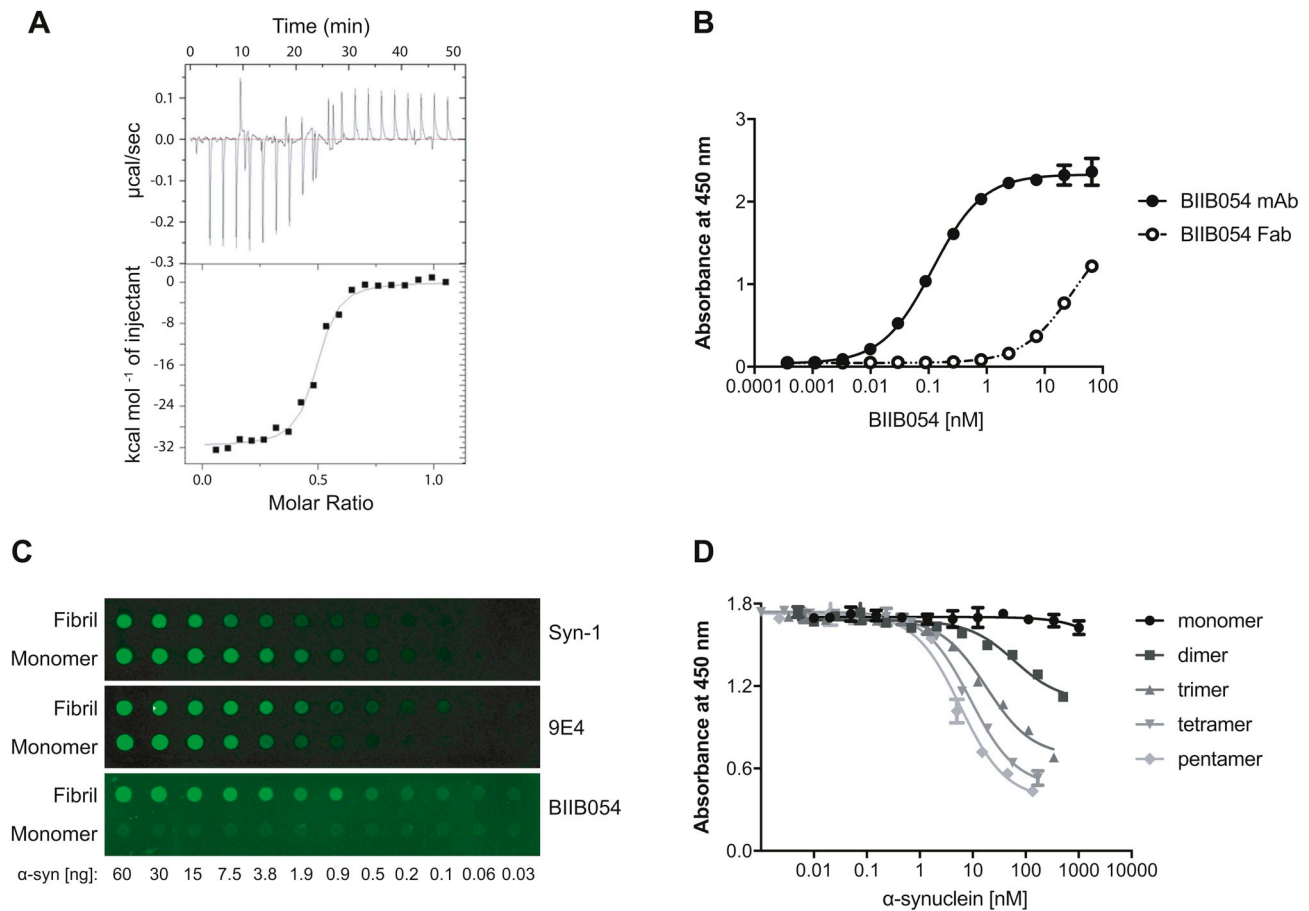 A
Time (min)
0 10 20 30 40 50
0.1
0.0
-0.1
-0.2
-0.3
µcal/sec
0
-8
-16
-24
-32
kcal mol -1 of injectant
0.0 0.5 1.0
Molar Ratio
B
3
2
1
0
Absorbance at 450 nm
0.0001 0.001 0.01 0.1 1 10 100
BIIB054 [nM]
BIIB054 mAb
BIIB054 Fab
C
Fibril
Monomer
Syn-1
Fibril
Monomer
9E4
Fibril
Monomer
BIIB054
α-syn [ng]: 60 30 15 7.5 3.8 1.9 0.9 0.5 0.2 0.1 0.06 0.03
D
1.8
1.2
0.6
0.0
Absorbance at 450 nm
0.01 0.1 1 10 100 1000 10000
α-synuclein [nM]
monomer
dimer
trimer
tetramer
pentamer